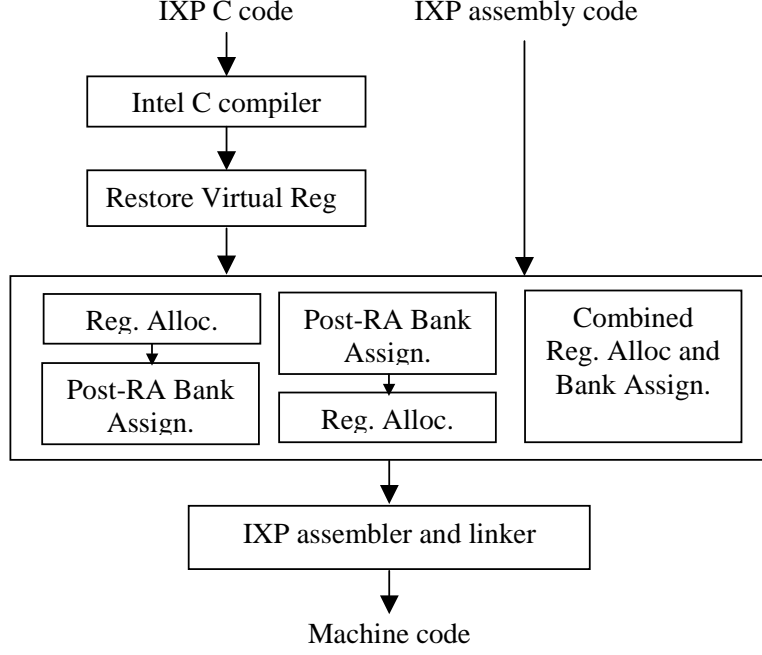 IXP C code
IXP assembly code
Intel C compiler
Restore Virtual Reg
Reg. Alloc.
Post-RA Bank
Assign.
Post-RA Bank
Assign.
Reg. Alloc.
Combined
Reg. Alloc and
Bank Assign.
IXP assembler and linker
Machine code